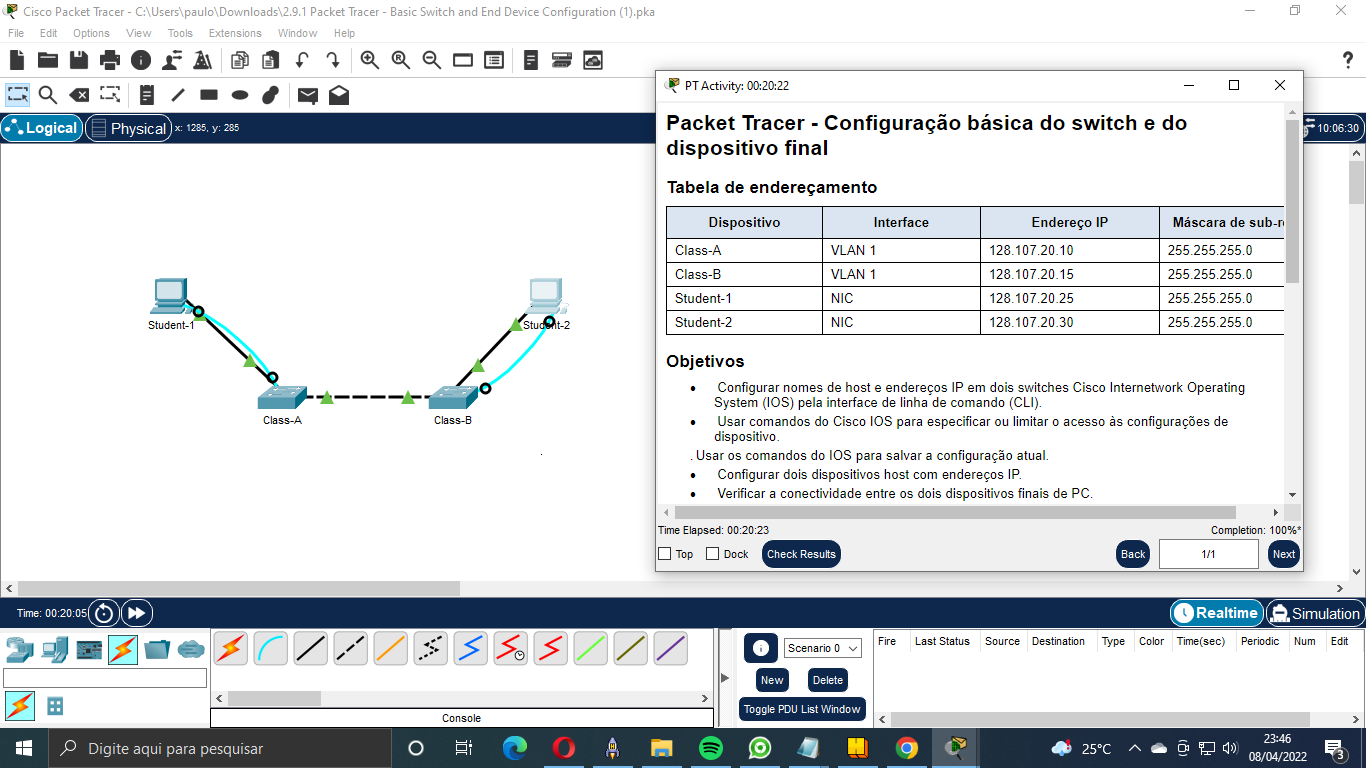 Cisco Packet Tracer - C:\Users\paulo\Downloads\2.9.1 Packet Tracer - Basic Switch and End Device Configuration (1).pka
File Edit Options View Tools Extensions Window Help
Logical Physical x: 1285, y: 285
10:06:30
PT Activity: 00:20:22
Packet Tracer - Configuração básica do switch e do
dispositivo final
Tabela de endereçamento
Dispositivo Interface Endereço IP Máscara de sub-r
Class-A VLAN 1 128.107.20.10 255.255.255.0
Class-B VLAN 1 128.107.20.15 255.255.255.0
Student-1 NIC 128.107.20.25 255.255.255.0
Student-2 NIC 128.107.20.30 255.255.255.0
Objetivos
• Configurar nomes de host e endereços IP em dois switches Cisco Internetwork Operating
System (IOS) pela interface de linha de comando (CLI).
• Usar comandos do Cisco IOS para especificar ou limitar o acesso às configurações de
dispositivo.
. Usar os comandos do IOS para salvar a configuração atual.
• Configurar dois dispositivos host com endereços IP.
• Verificar a conectividade entre os dois dispositivos finais de PC.
Time Elapsed: 00:20:23 Completion: 100%*
Top Dock Check Results Back 1/1 Next
Student-1
Student-2
Class-A
Class-B
Time: 00:20:05
Realtime Simulation
Scenario 0
New Delete
Toggle PDU List Window
Fire Last Status Source Destination Type Color Time(sec) Periodic Num Edit
Console
Digite aqui para pesquisar
25°C
23:46
08/04/2022
3